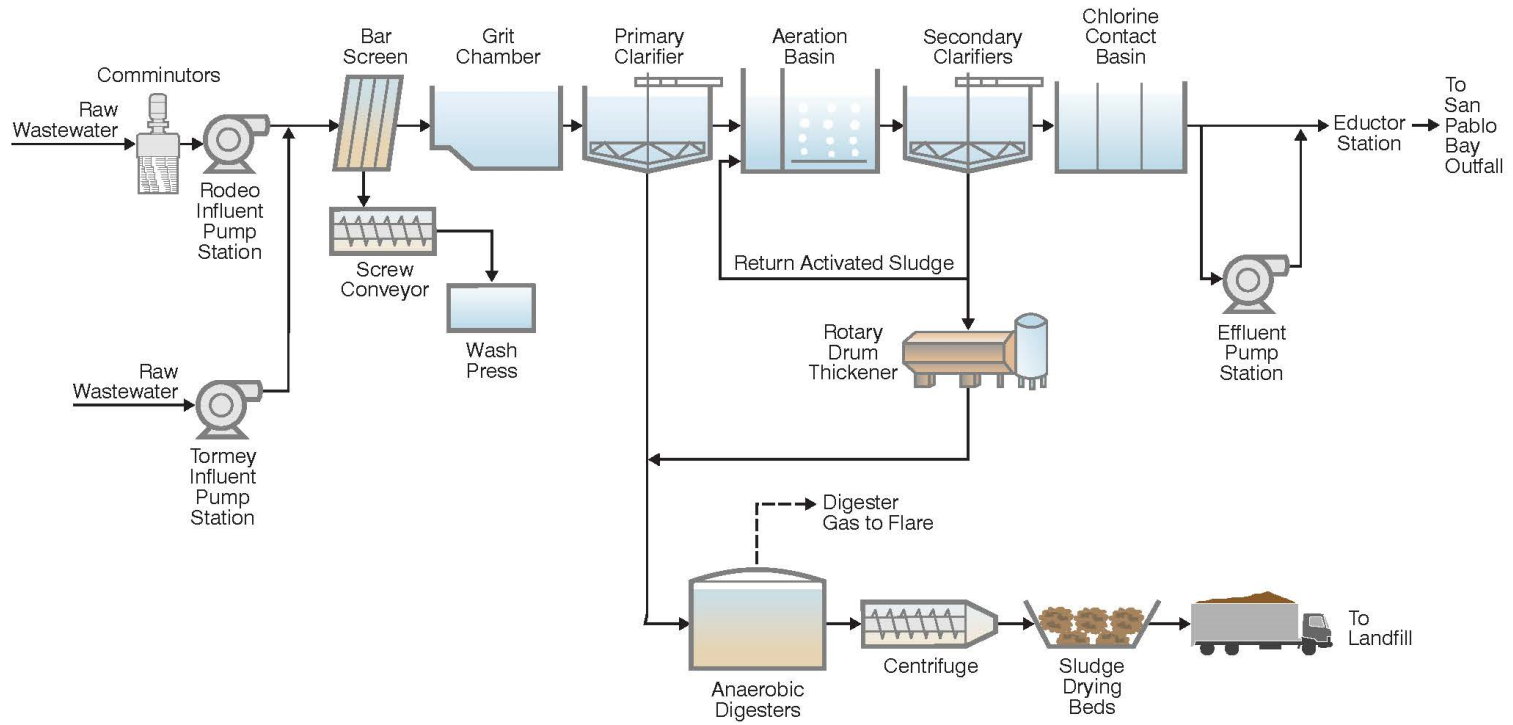 Comminutors
Raw
Wastewater
Rodeo
Influent
Pump
Station
Raw
Wastewater
Tormey
Influent
Pump
Station
Bar
Screen
Screw
Conveyor
Wash
Press
Grit
Chamber
Primary
Clarifier
Aeration
Basin
Secondary
Clarifiers
Chlorine
Contact
Basin
Eductor
Station
To
San
Pablo
Bay
Outfall
Effluent
Pump
Station
Return Activated Sludge
Rotary
Drum
Thickener
Digester
Gas to Flare
Anaerobic
Digesters
Centrifuge
Sludge
Drying
Beds
To
Landfill